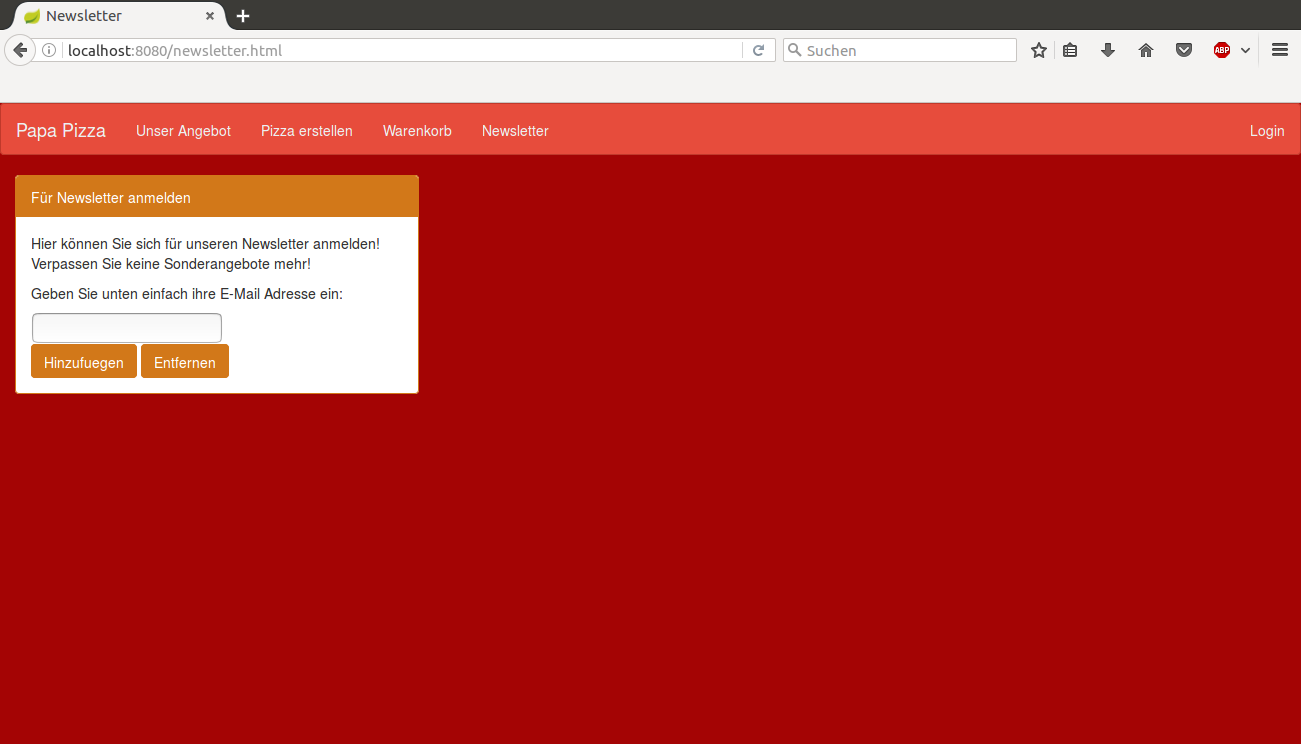 Newsletter
localhost:8080/newsletter.html
Suchen
ABP
Papa Pizza Unser Angebot Pizza erstellen Warenkorb Newsletter Login
Für Newsletter anmelden
Hier können Sie sich für unseren Newsletter anmelden!
Verpassen Sie keine Sonderangebote mehr!
Geben Sie unten einfach ihre E-Mail Adresse ein:
Hinzufuegen Entfernen